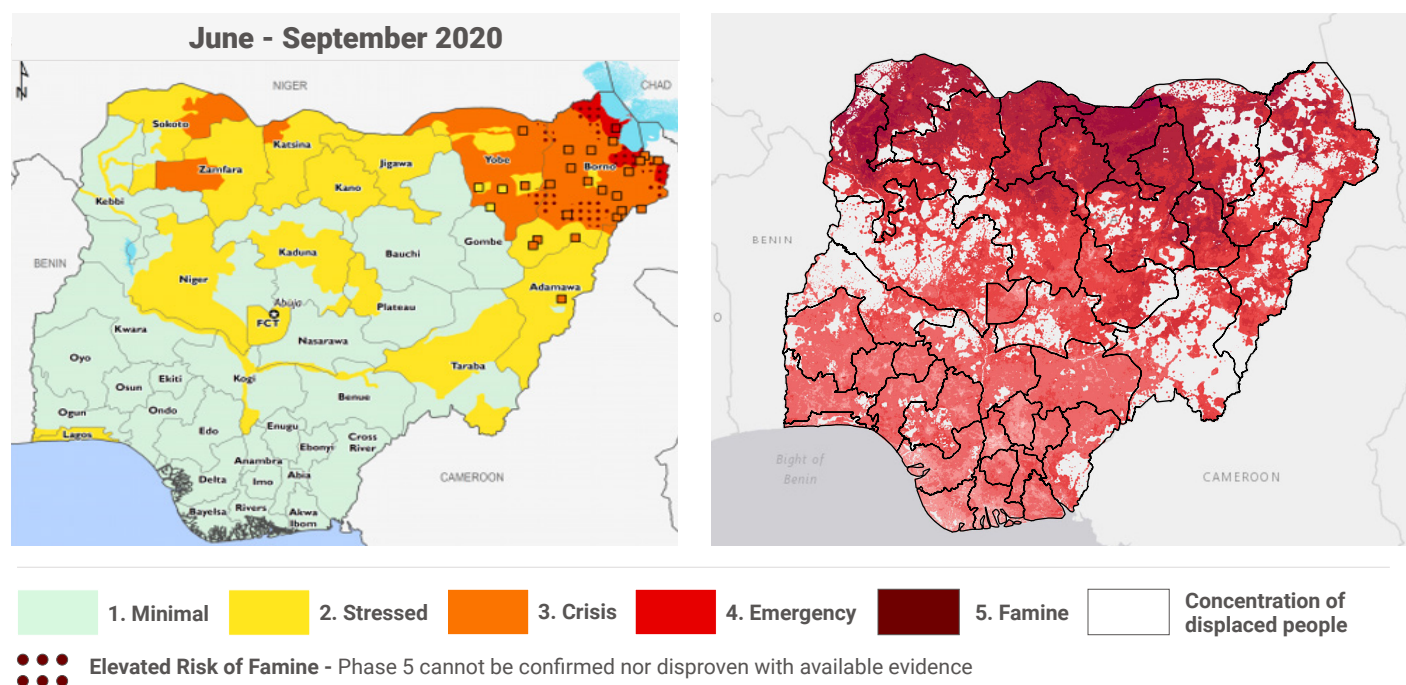 June - September 2020
NIGER
CHAD
Sokoto
Katsina
Zamfara
Jigawa
Yobe
Borno
Kano
Kebbi
Kaduna
Bauchi
Gombe
BENIN
Niger
Adamawa
Abuja
FCT
Plateau
Kwara
Nasarawa
Oyo
Taraba
Osun
Ekiti
Kogi
Benue
Ogun
Ondo
Lagos
Edo
Enugu
Ebonyi
Cross
River
Anambra
Delta
Imo
Abia
CAMEROON
Bayelsa
Rivers
Akwa
Ibom
BENIN
O
Bight of
Benin
CAMEROON
1. Minimal
2. Stressed
3. Crisis
4. Emergency
5. Famine
Concentration of
displaced people
Elevated Risk of Famine - Phase 5 cannot be confirmed nor disproven with available evidence